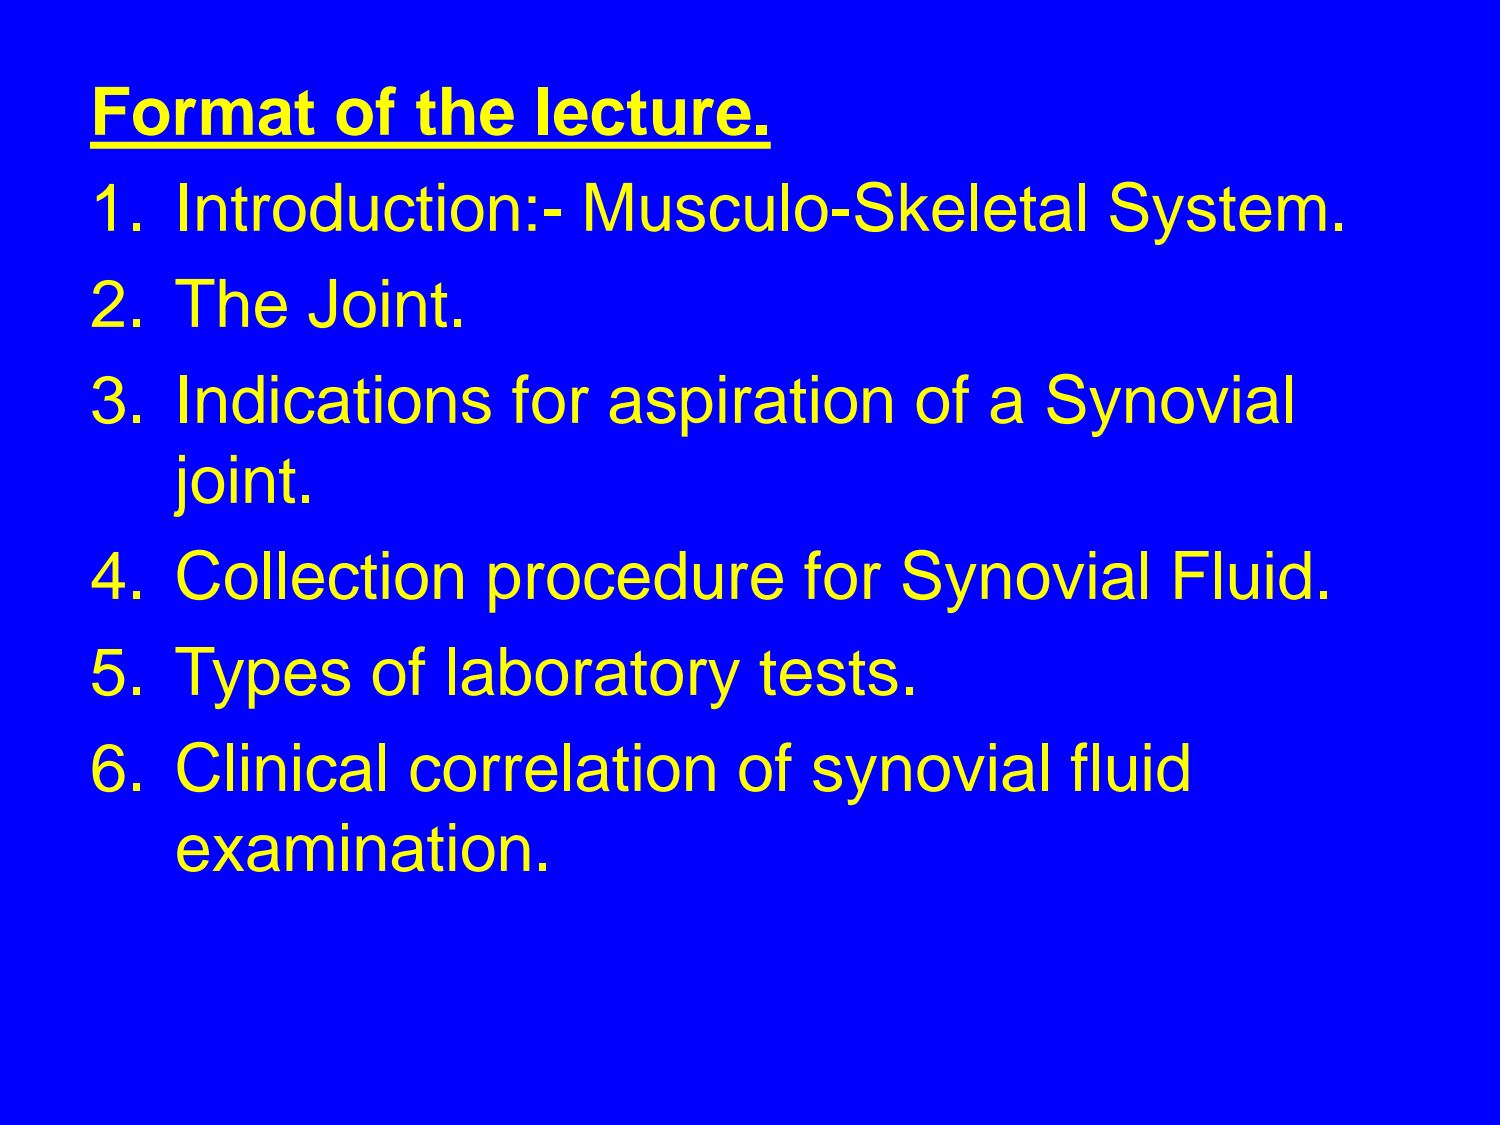 Format of the lecture.
1. Introduction:- Musculo-Skeletal System.
2. The Joint.
3. Indications for aspiration of a Synovial
joint.
4. Collection procedure for Synovial Fluid.
5. Types of laboratory tests.
6. Clinical correlation of synovial fluid
examination.